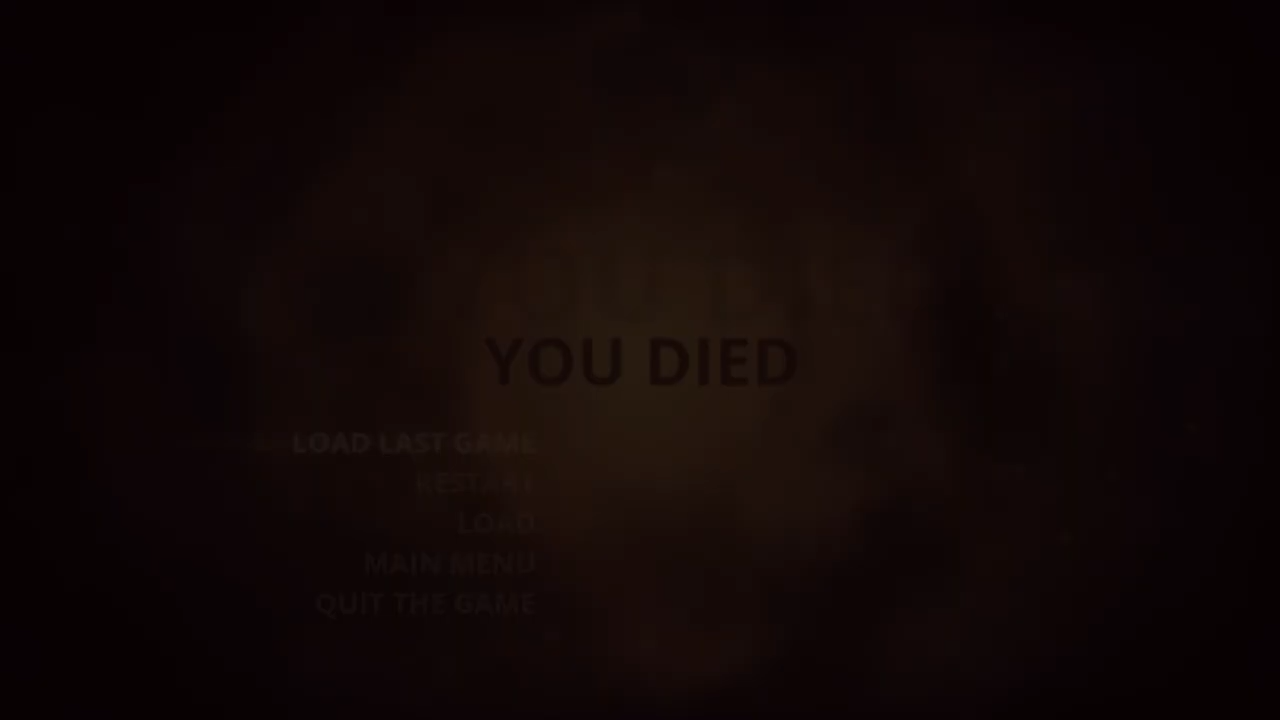 YOU DIED
LOAD LAST GAME
RESTART
LOAD
MAIN MENU
QUIT THE GAME